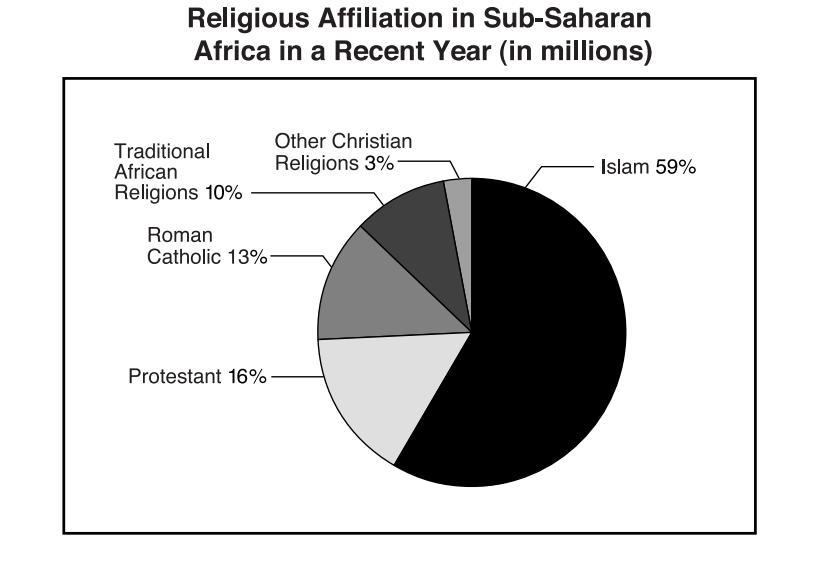 Religious Affiliation in Sub-Saharan
Africa in a Recent Year (in millions)
Other Christian
Religions 3%
Islam 59%
Traditional
African
Religions 10%
Roman
Catholic 13%
Protestant 16%